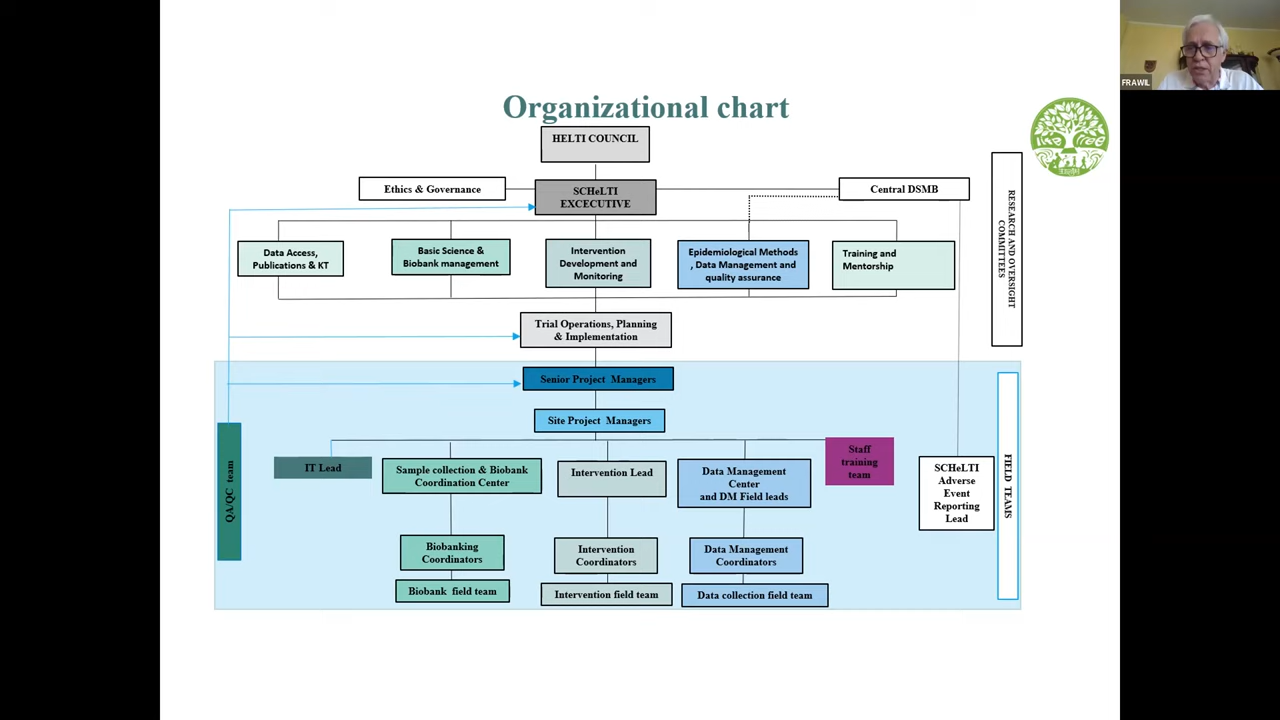 FRAWIL
Organizational chart
HELTI COUNCIL
Ethics & Governance
SCHeLTI
EXCECUTIVE
Central DSMB
Data Access,
Publications & KT
Basic Science &
Biobank management
Intervention
Development and
Monitoring
Epidemiological Methods
, Data Management and
quality assurance
Training and
Mentorship
RESEARCH AND OVERSIGHT
COMMITTEES
Trial Operations, Planning
& Implementation
Senior Project Managers
Site Project Managers
QA/QC team
IT Lead
Sample collection & Biobank
Coordination Center
Intervention Lead
Data Management
Center
and DM Field leads
Staff
training
team
SCHeLTI
Adverse
Event
Reporting
Lead
FIELD TEAMS
Biobanking
Coordinators
Intervention
Coordinators
Data Management
Coordinators
Biobank field team
Intervention field team
Data collection field team